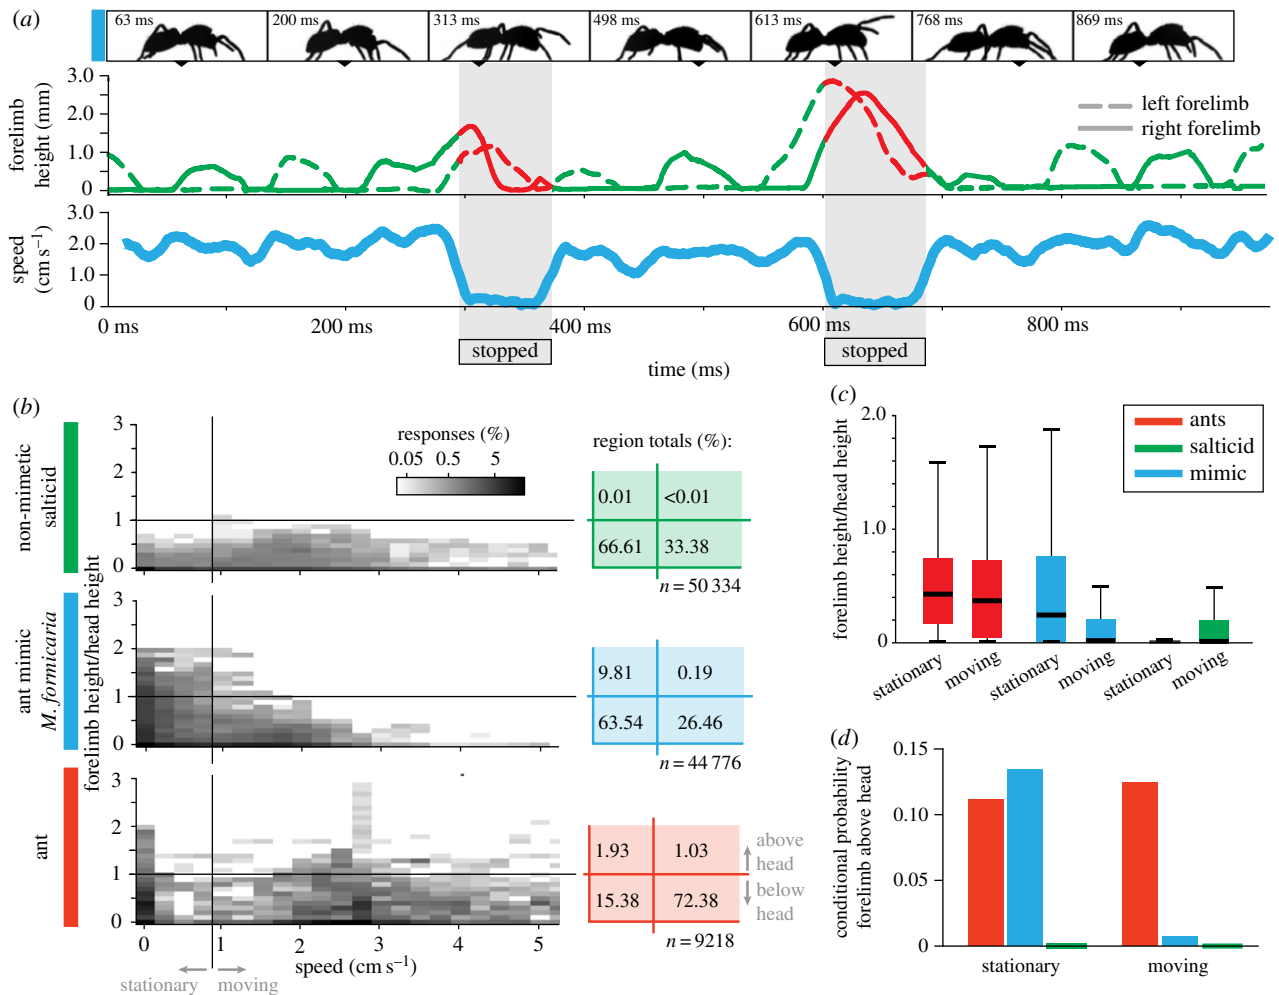 (a)
63 ms 200 ms 313 ms 498 ms 613 ms 768 ms 869 ms
forelimb
height (mm)
3.0
2.0
1.0
0
left forelimb
right forelimb
speed
(cm s⁻¹)
3.0
2.0
1.0
0
0 ms 200 ms 400 ms 600 ms 800 ms
stopped stopped
time (ms)
(b)
non-mimetic
salticid
ant mimic
M. formicaria
ant
forelimb height/head height
3
2
1
0
responses (%)
0.05 0.5 5
region totals (%):
0.01 <0.01
66.61 33.38
n = 50 334
3
2
1
0
9.81 0.19
63.54 26.46
n = 44 776
3
2
1
0
1.93 1.03
15.38 72.38
n = 9218
above
head
below
head
0 1 2 3 4 5
speed (cm s⁻¹)
stationary moving
(c)
forelimb height/head height
2.0
1.0
0
ants
salticid
mimic
stationary moving stationary moving stationary moving
(d)
conditional probability
forelimb above head
0.15
0.10
0.05
0
stationary moving